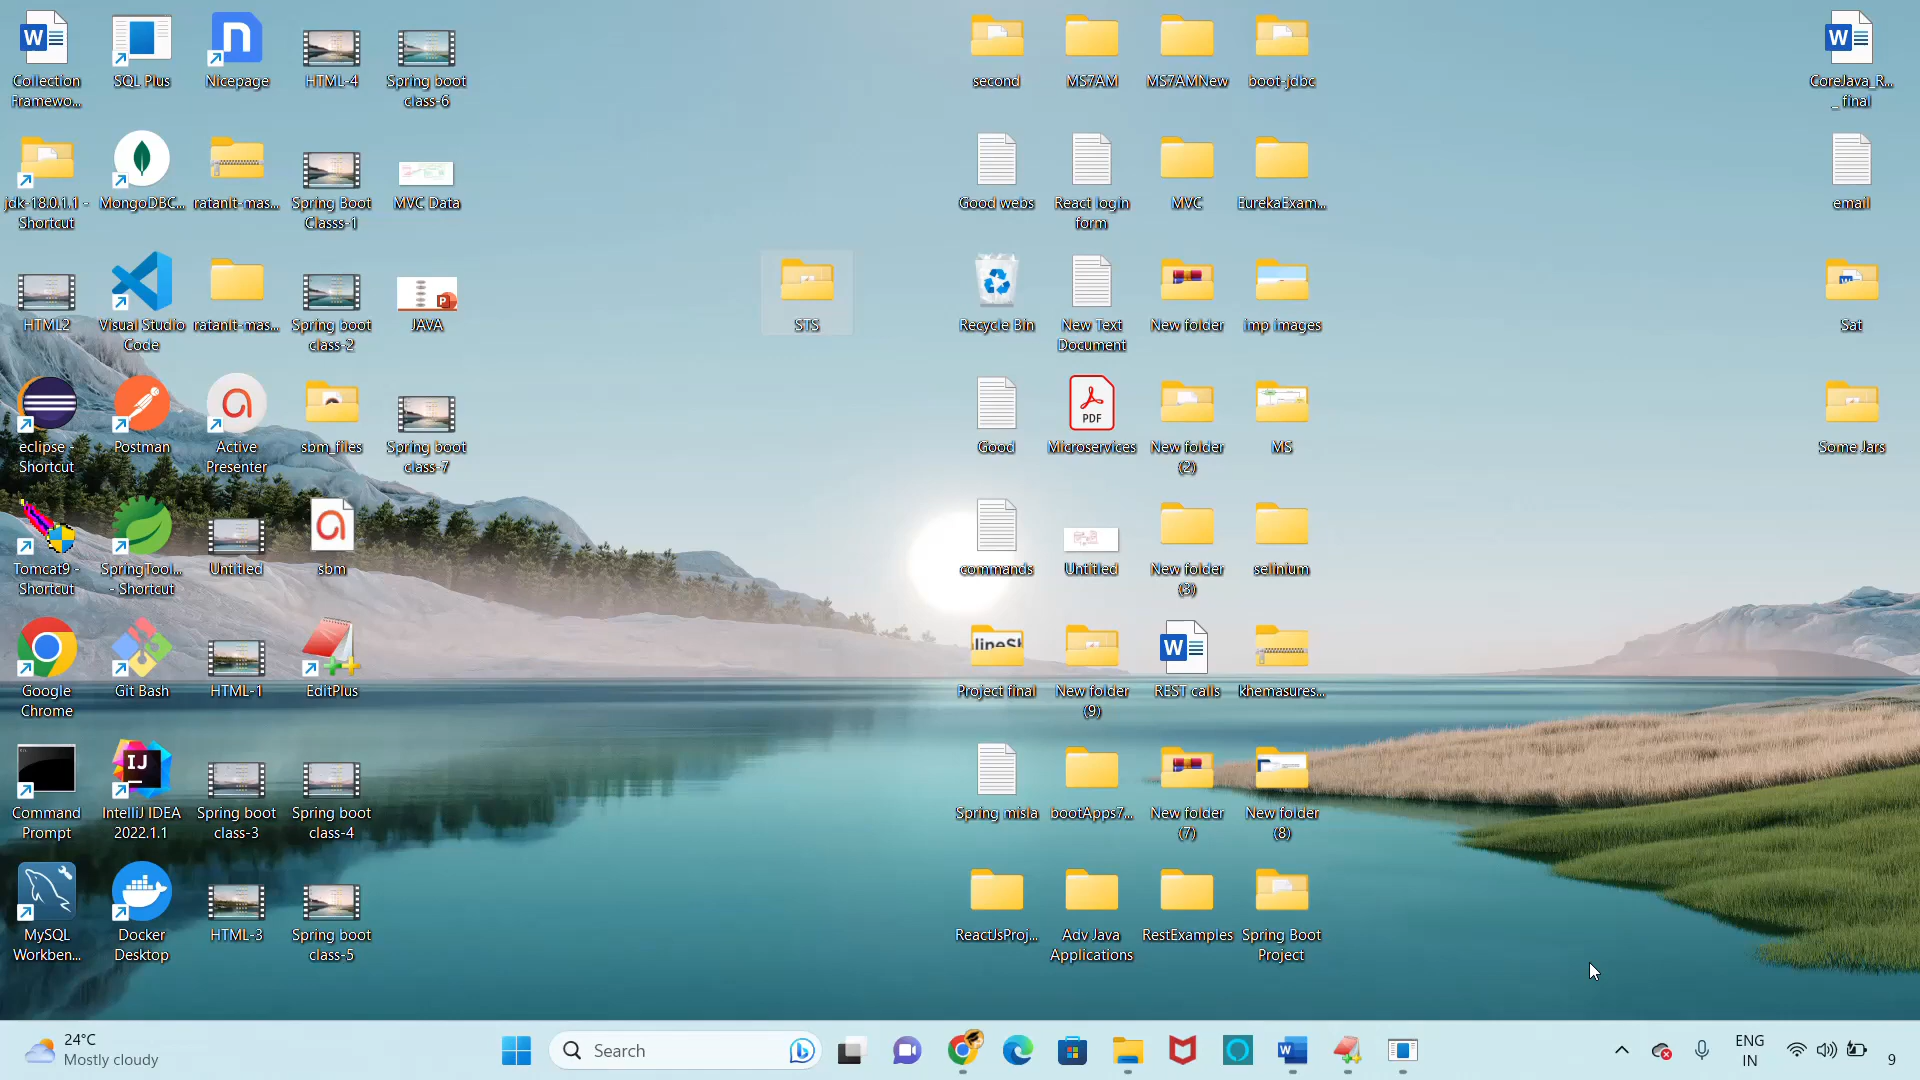 Collection
Framewo...
SQL Plus
Nicepage
HTML-4
Spring boot
class-6
second
MS7AM
MS7AMNew
boot-jdbc
CoreJava_R...
_ final
jdk-18.0.1.1 -
Shortcut
MongoDBC...
ratanIt-mas...
Spring Boot
Classs-1
MVC Data
Good webs
React login
form
MVC
EurekaExam...
email
HTML2
Visual Studio
Code
ratanIt-mas...
Spring boot
class-2
JAVA
STS
Recycle Bin
New Text
Document
New folder
imp images
Sat
eclipse -
Shortcut
Postman
Active
Presenter
sbm_files
Spring boot
class-7
Good
PDF
Microservices
New folder
(2)
MS
Some Jars
Tomcat9 -
Shortcut
SpringTool...
- Shortcut
Untitled
sbm
commands
Untitled
New folder
(3)
selinium
Google
Chrome
Git Bash
HTML-1
EditPlus
Project final
New folder
(9)
REST calls
khemasures...
Command
Prompt
IJ
IntelliJ IDEA
2022.1.1
Spring boot
class-3
Spring boot
class-4
Spring misla
bootApps7...
New folder
(7)
New folder
(8)
MySQL
Workben...
Docker
Desktop
HTML-3
Spring boot
class-5
ReactJsProj...
Adv Java
Applications
RestExamples
Spring Boot
Project
24°C
Mostly cloudy
Search
ENG
IN
9